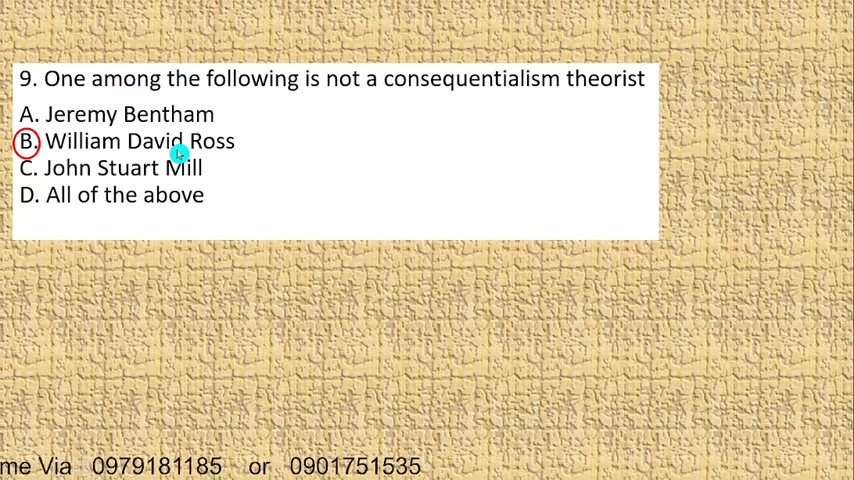 9. One among the following is not a consequentialism theorist
A. Jeremy Bentham
B. William David Ross
C. John Stuart Mill
D. All of the above
me Via 0979181185 or 0901751535